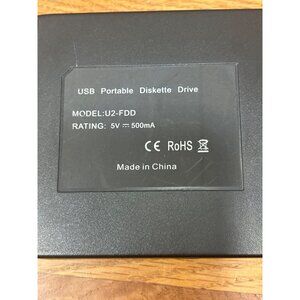 USB Portable Diskette Drive
MODEL:U2-FDD
RATING: 5V ⎓ 500mA
CE RoHS
Made in China